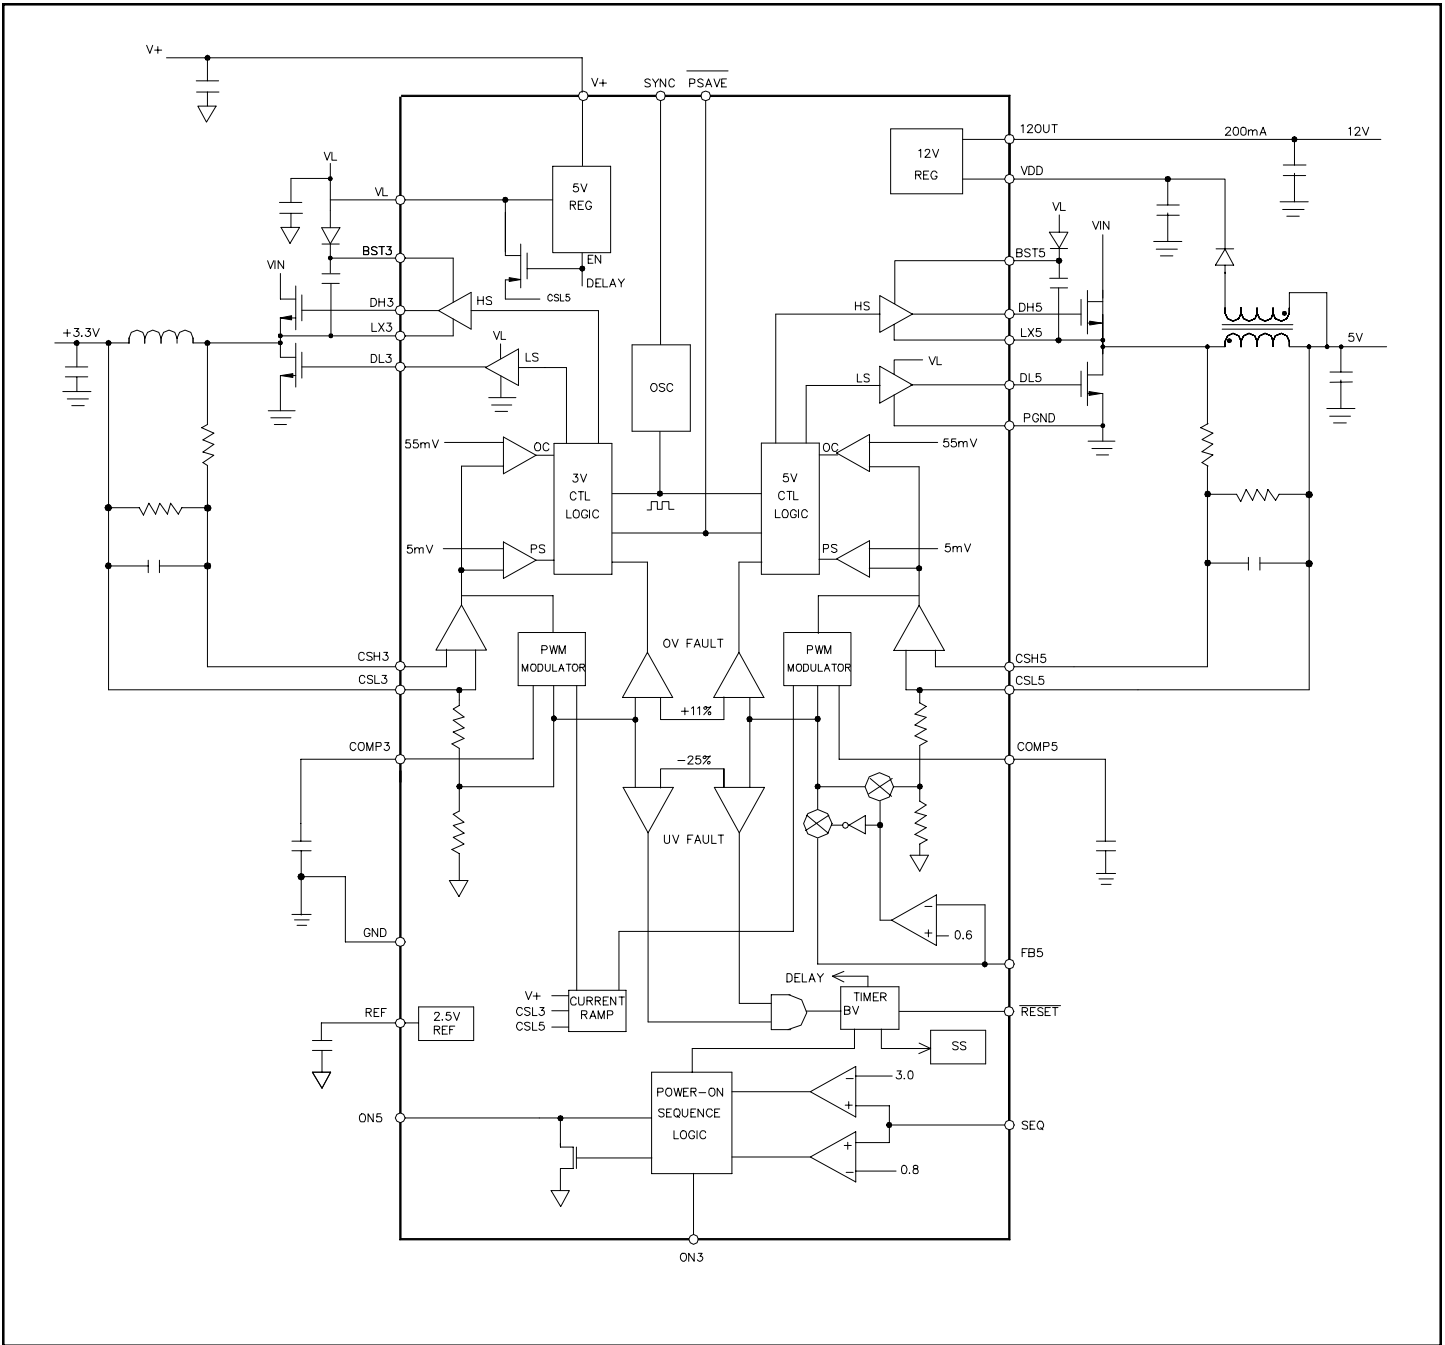 V+
V+
SYNC
PSAVE
12OUT
200mA
12V
12V
REG
VDD
VL
VL
5V
REG
VL
VIN
BST3
EN
DELAY
CSL5
BST5
VIN
HS
DH3
HS
DH5
+3.3V
LX3
LX5
5V
VL
LS
DL3
VL
LS
DL5
OSC
PGND
55mV
OC
OC
55mV
3V
CTL
LOGIC
5V
CTL
LOGIC
5mV
PS
PS
5mV
OV FAULT
PWM
MODULATOR
PWM
MODULATOR
CSH3
CSH5
CSL3
CSL5
+11%
COMP3
COMP5
-25%
UV FAULT
−
+
0.6
GND
FB5
DELAY
V+
CSL3
CSL5
CURRENT
RAMP
TIMER
BV
RESET
REF
2.5V
REF
SS
POWER-ON
SEQUENCE
LOGIC
−
3.0
+
ON5
SEQ
+
−
0.8
ON3